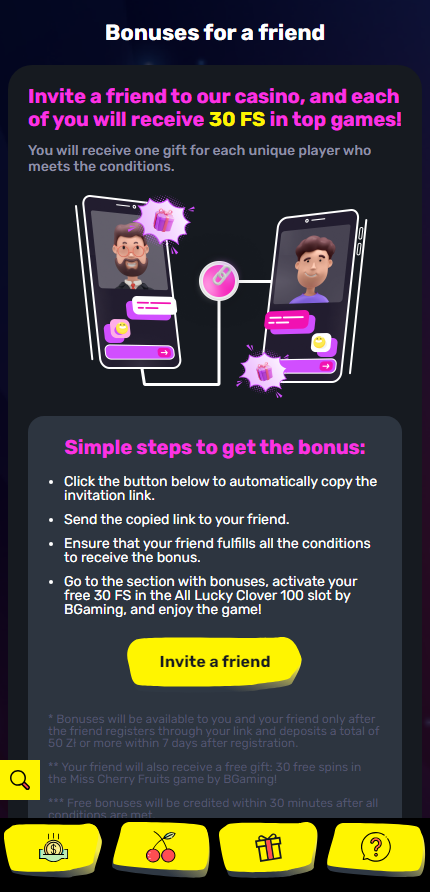 Bonuses for a friend
Invite a friend to our casino, and each
of you will receive 30 FS in top games!
You will receive one gift for each unique player who
meets the conditions.
Simple steps to get the bonus:
• Click the button below to automatically copy the
invitation link.
• Send the copied link to your friend.
• Ensure that your friend fulfills all the conditions
to receive the bonus.
• Go to the section with bonuses, activate your
free 30 FS in the All Lucky Clover 100 slot by
BGaming, and enjoy the game!
Invite a friend
* Bonuses will be available to you and your friend only after
the friend registers through your link and deposits a total of
50 Zl or more within 7 days after registration.
** Your friend will also receive a free gift: 30 free spins in
the Miss Cherry Fruits game by BGaming!
*** Free bonuses will be credited within 30 minutes after all
conditions are met